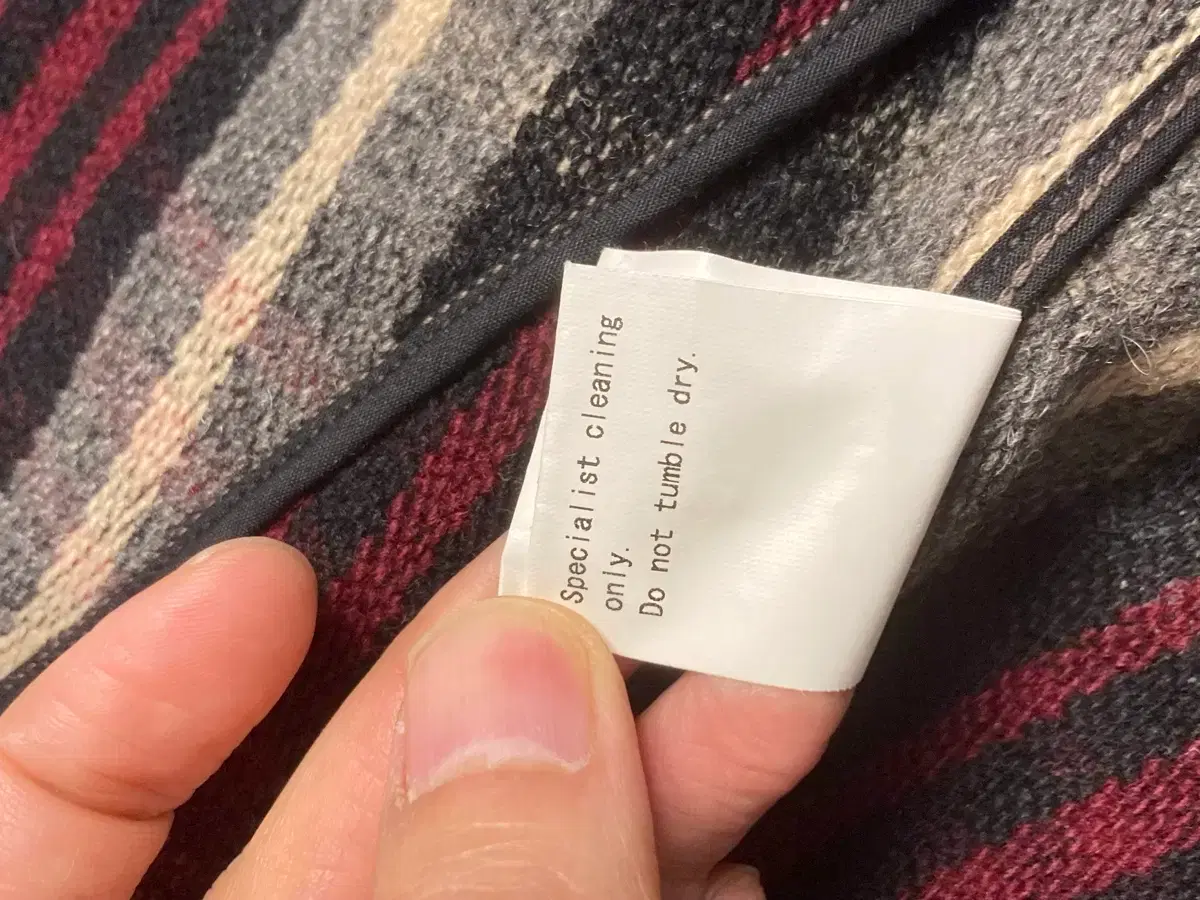 Specialist cleaning
only.
Do not tumble dry.